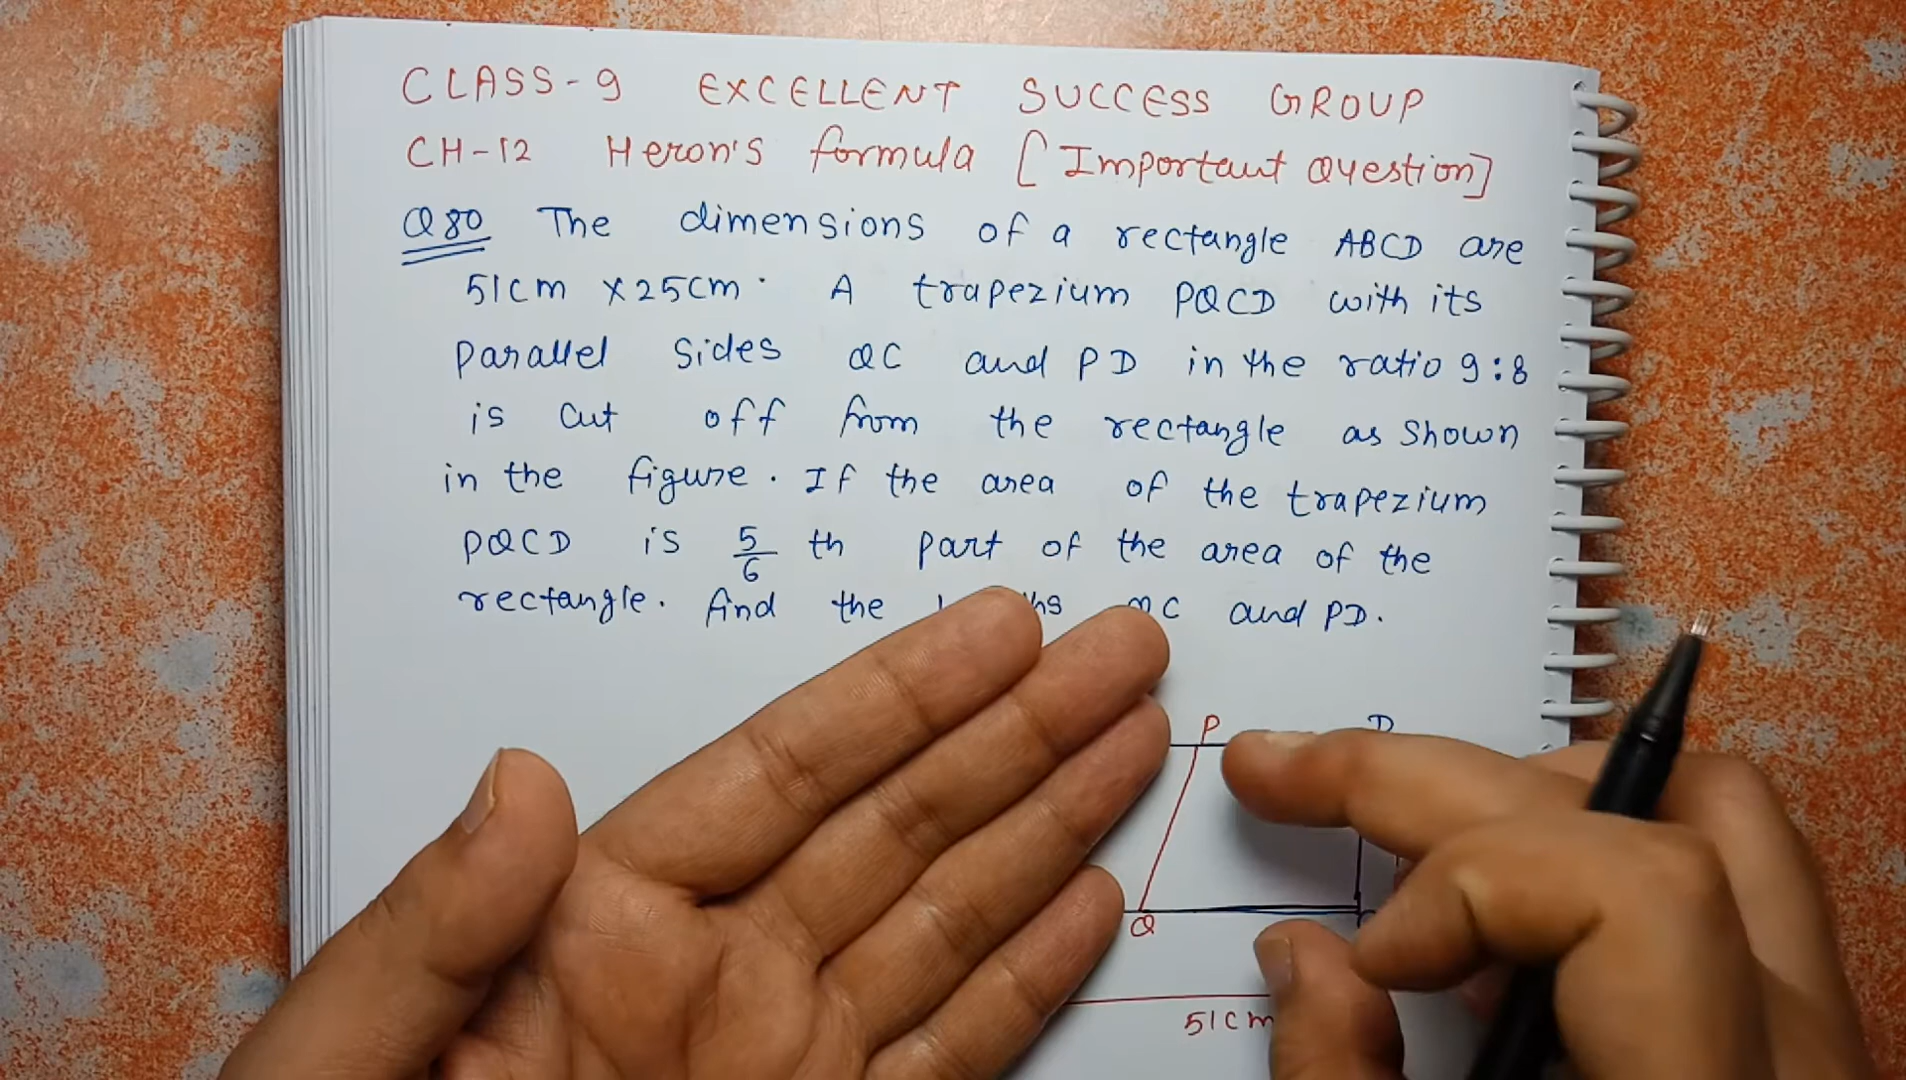 CLASS-9 EXCELLENT SUCCESS GROUP
CH-12 Heron's formula [Important Question]
Q80 The dimensions of a rectangle ABCD are
51cm x 25cm. A trapezium PQCD with its
Parallel sides QC and PD in the ratio 9:8
is cut off from the rectangle as shown
in the figure. If the area of the trapezium
PQCD is 5/6 th part of the area of the
rectangle. find the QC and PD.
P D
Q
51cm